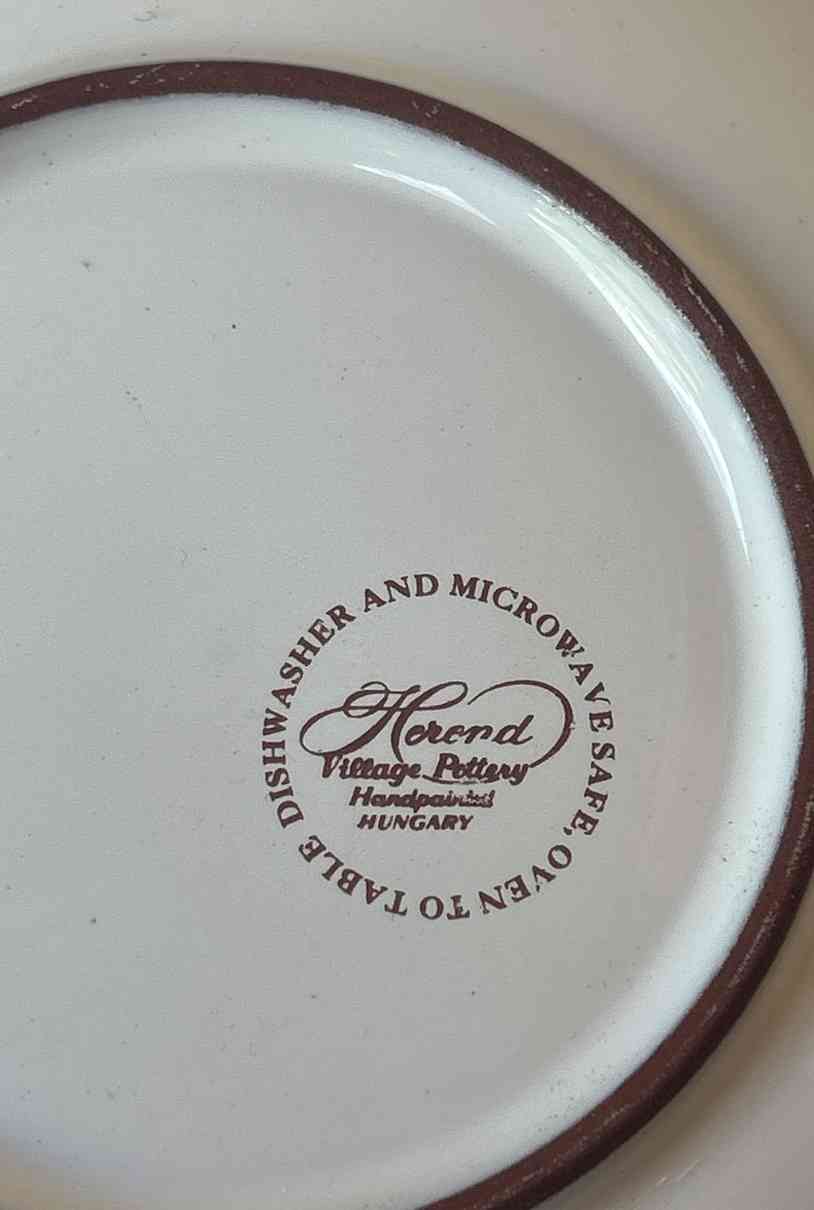 DISHWASHER AND MICROWAVE SAFE, OVEN TO TABLE
Herend
Village Pottery
Handpainted
HUNGARY